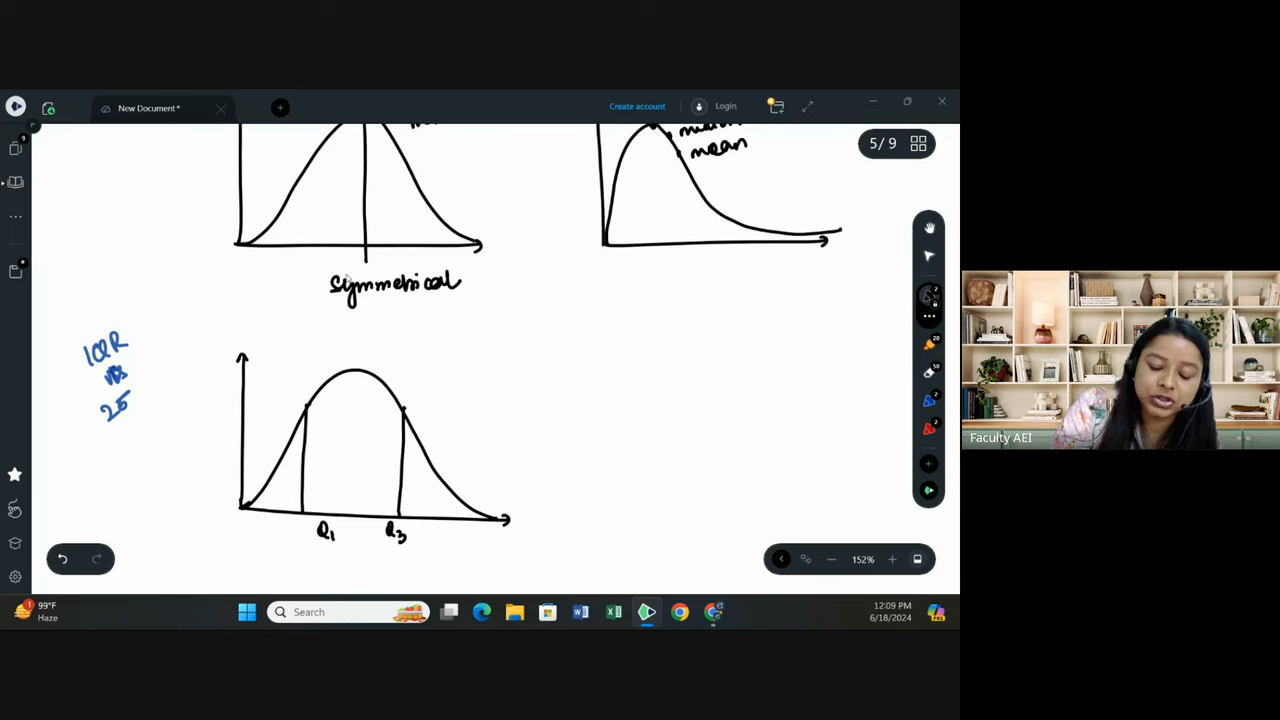 New Document*
Create account
Login
5/9
mean
Symmetrical
IQR
vs
25
Q1
Q3
152%
Faculty AEI
99°F
Haze
Search
12:09 PM
6/18/2024